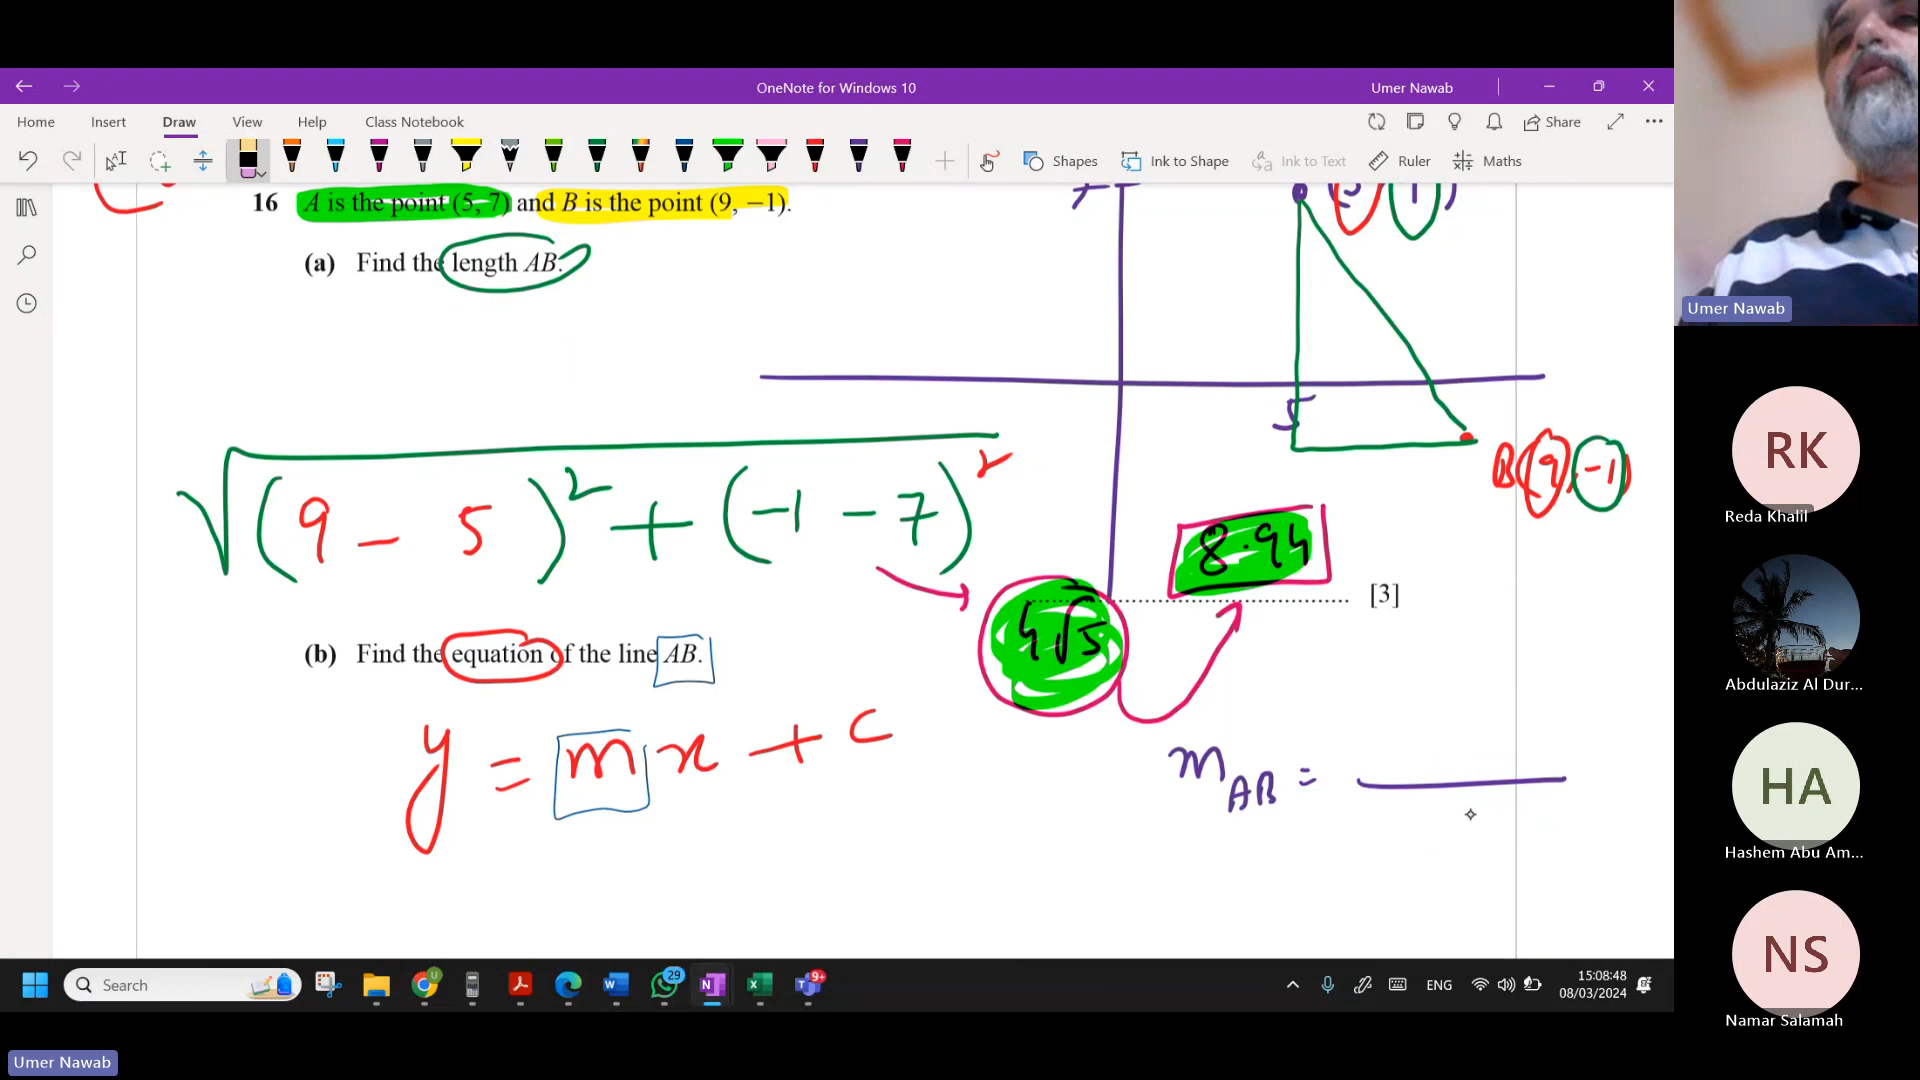 OneNote for Windows 10
Umer Nawab
Home Insert Draw View Help Class Notebook
Share
Shapes Ink to Shape Ink to Text Ruler Maths
16 A is the point (5, 7) and B is the point (9, −1).
(a) Find the length AB.
7
5
B(9, -1)
√(9 - 5)² + (-1 - 7)²
8.94
[3]
4√5
(b) Find the equation of the line AB.
y = mx + c
m AB =
Search
U
29
9+
ENG
15:08:48
08/03/2024
Umer Nawab
Umer Nawab
RK
Reda Khalil
Abdulaziz Al Dur...
HA
Hashem Abu Am...
NS
Namar Salamah